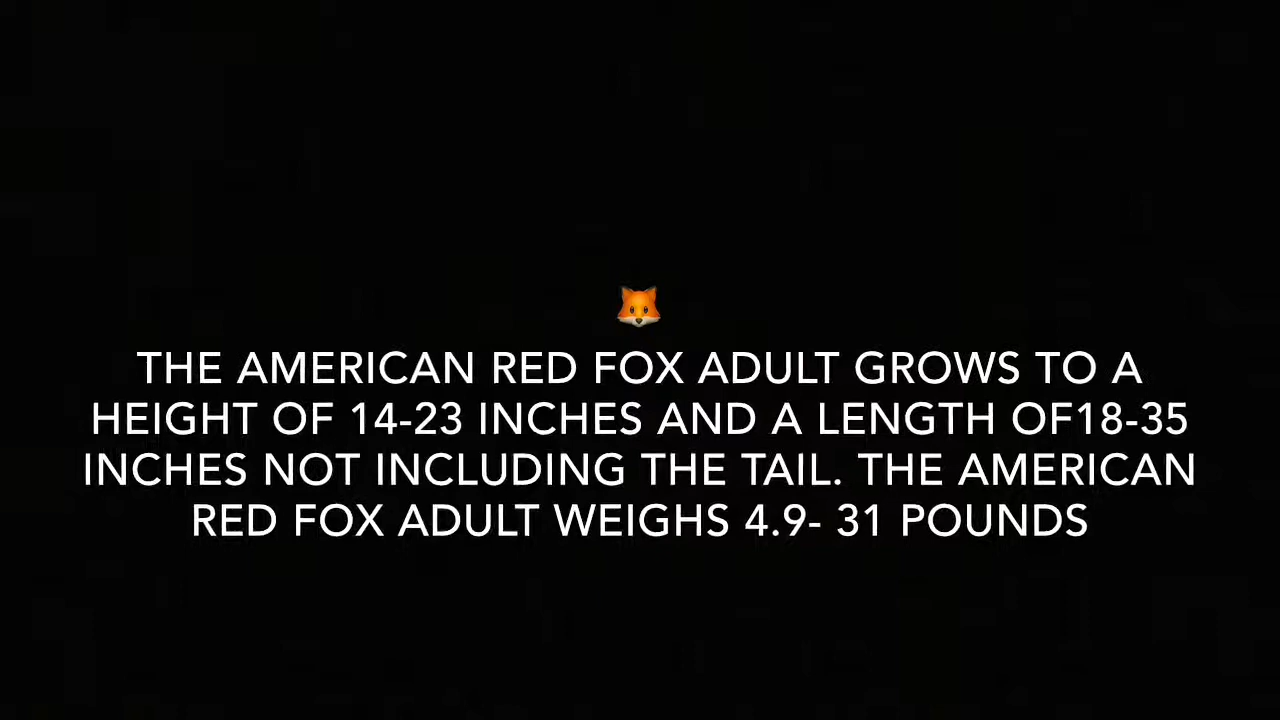 THE AMERICAN RED FOX ADULT GROWS TO A
HEIGHT OF 14-23 INCHES AND A LENGTH OF18-35
INCHES NOT INCLUDING THE TAIL. THE AMERICAN
RED FOX ADULT WEIGHS 4.9- 31 POUNDS